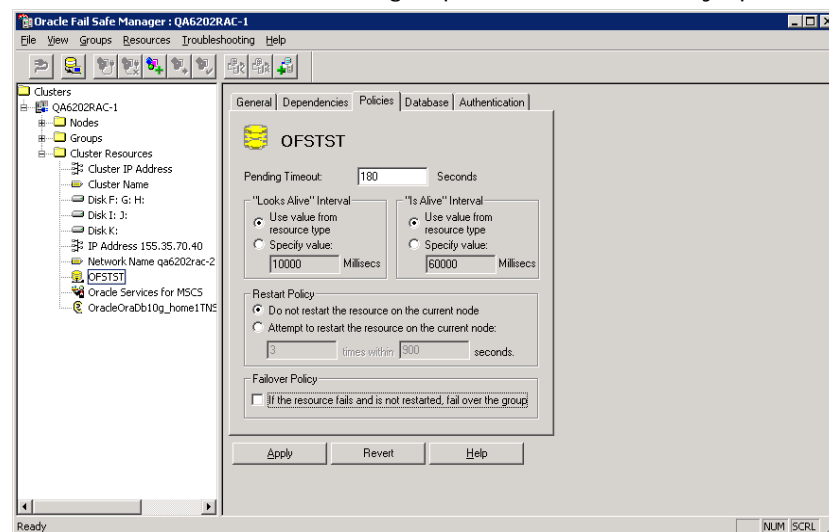 Oracle Fail Safe Manager : QA6202RAC-1
File View Groups Resources Troubleshooting Help
Clusters
QA6202RAC-1
Nodes
Groups
Cluster Resources
Cluster IP Address
Cluster Name
Disk F: G: H:
Disk I: J:
Disk K:
IP Address 155.35.70.40
Network Name qa6202rac-2
OFSTST
Oracle Services for MSCS
OracleOraDb10g_home1TNS
General Dependencies Policies Database Authentication
OFSTST
Pending Timeout: 180 Seconds
"Looks Alive" Interval
Use value from
resource type
Specify value:
10000 Millisecs
"Is Alive" Interval
Use value from
resource type
Specify value:
60000 Millisecs
Restart Policy
Do not restart the resource on the current node
Attempt to restart the resource on the current node:
3 times within 900 seconds.
Failover Policy
If the resource fails and is not restarted, fail over the group
Apply Revert Help
Ready NUM SCRL